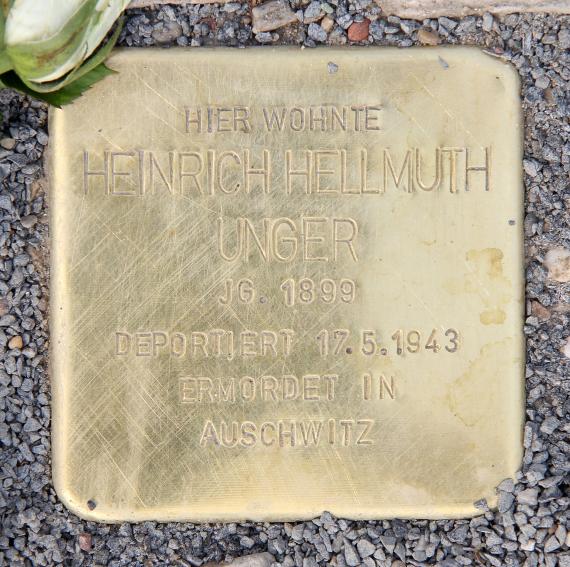 HIER WOHNTE
HEINRICH HELLMUTH
UNGER
JG. 1899
DEPORTIERT 17.5.1943
ERMORDET IN
AUSCHWITZ